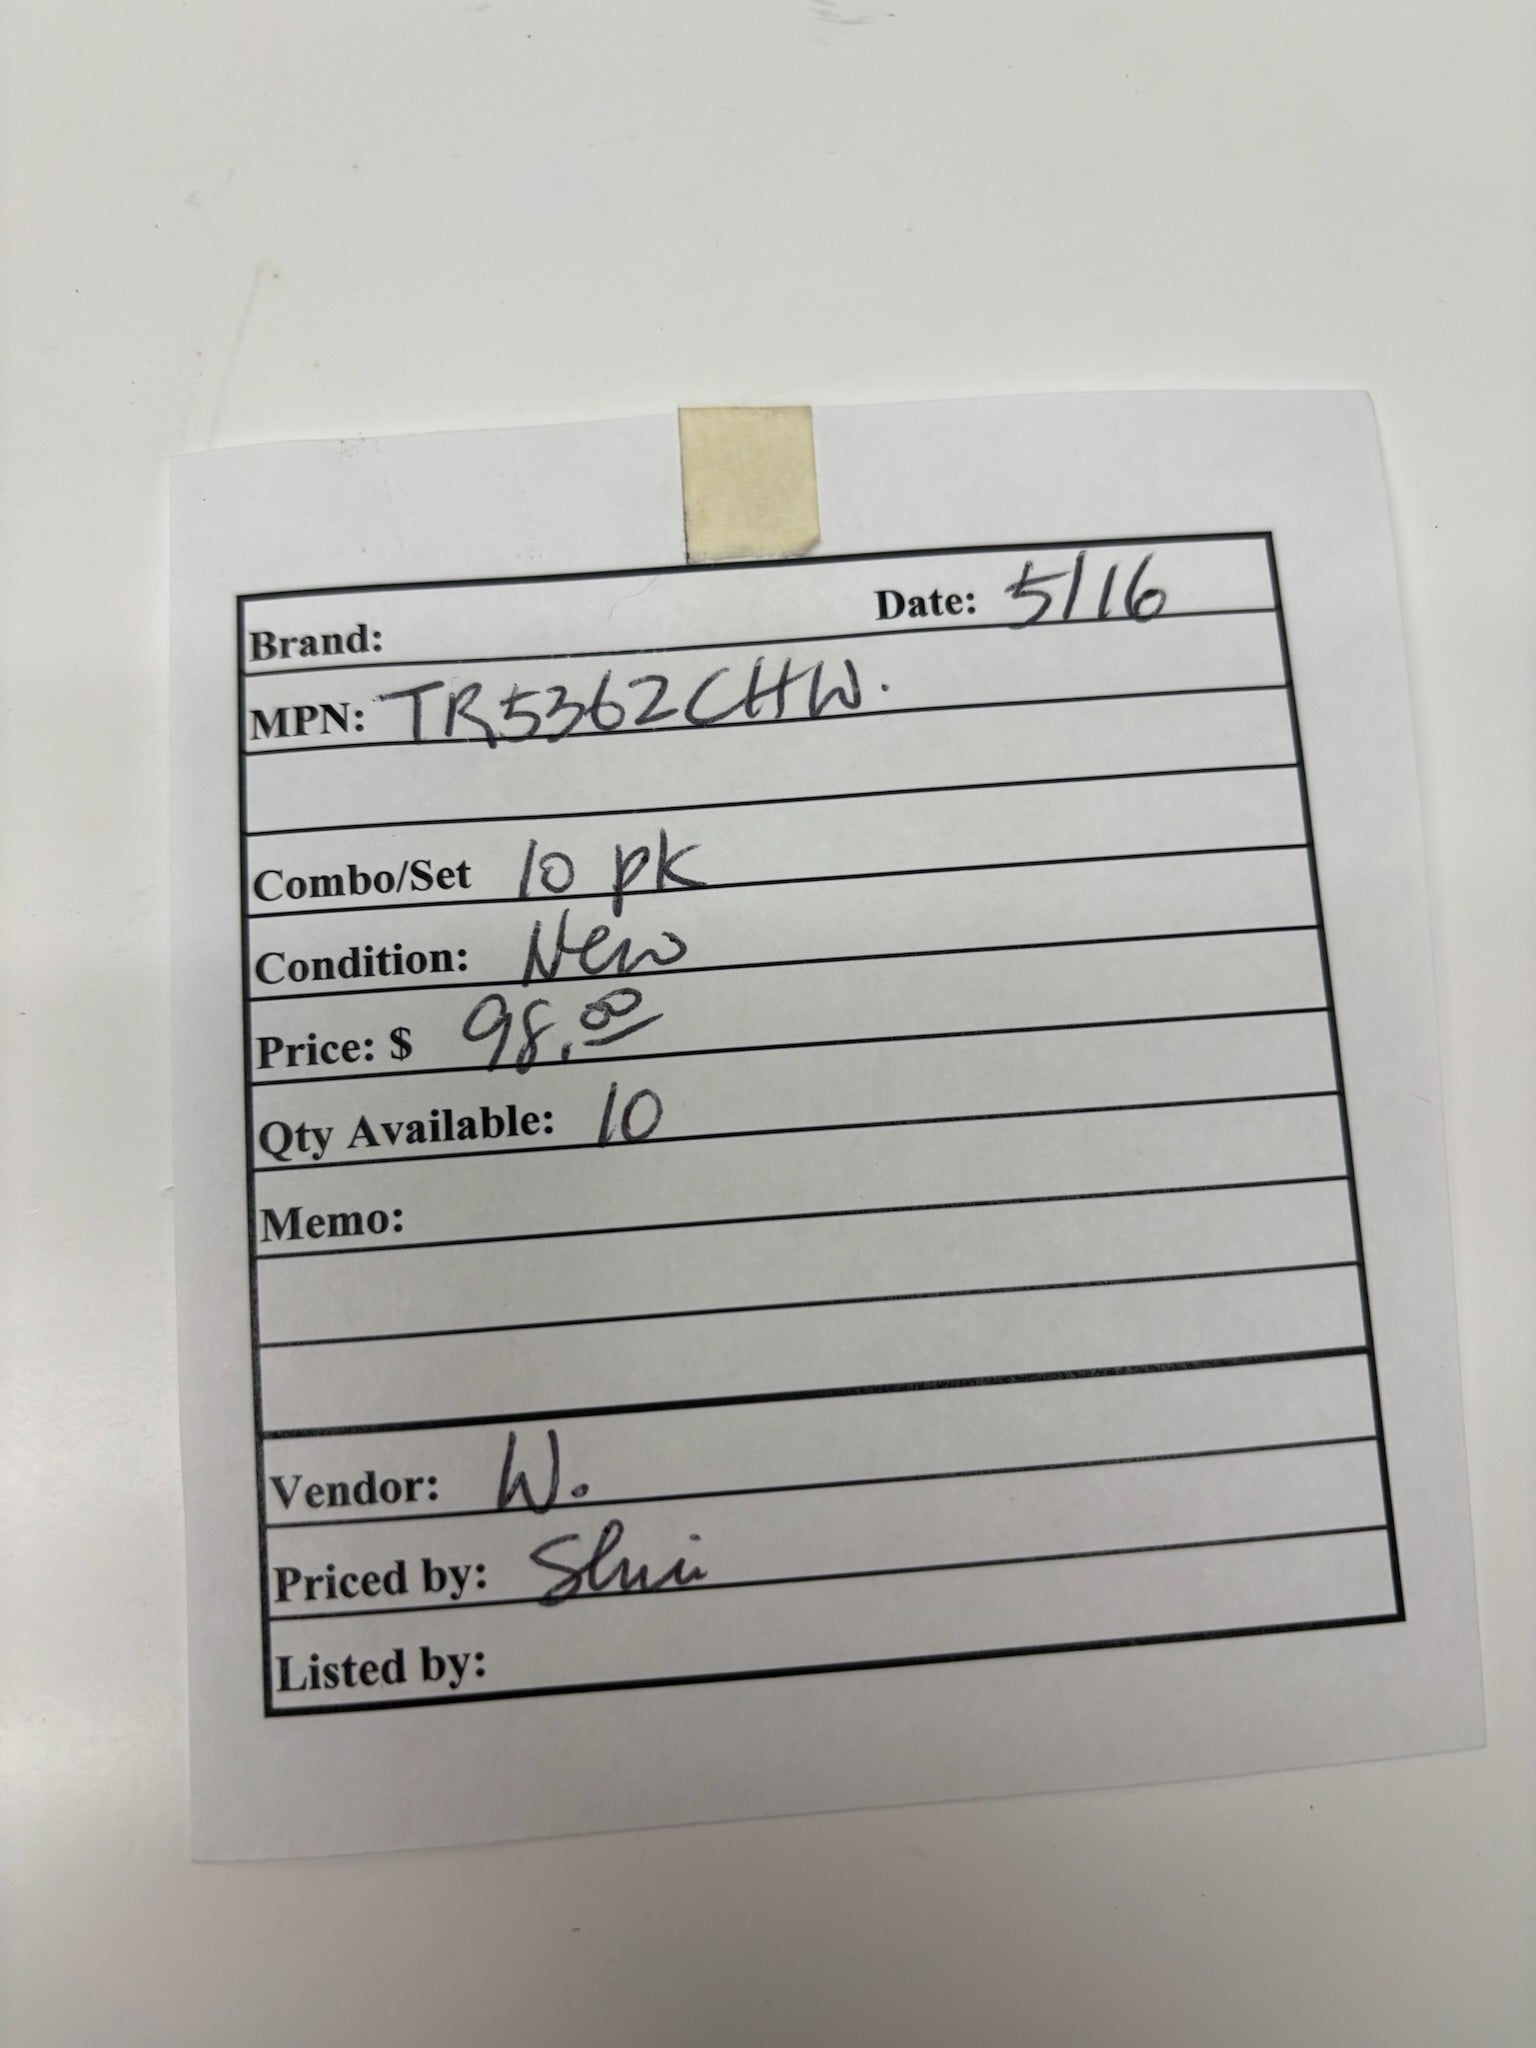 Brand: Date: 5/16
MPN: TR5362CHW.
Combo/Set 10 pk
Condition: New
Price: $ 98.00
Qty Available: 10
Memo:
Vendor: W.
Priced by:
Listed by: